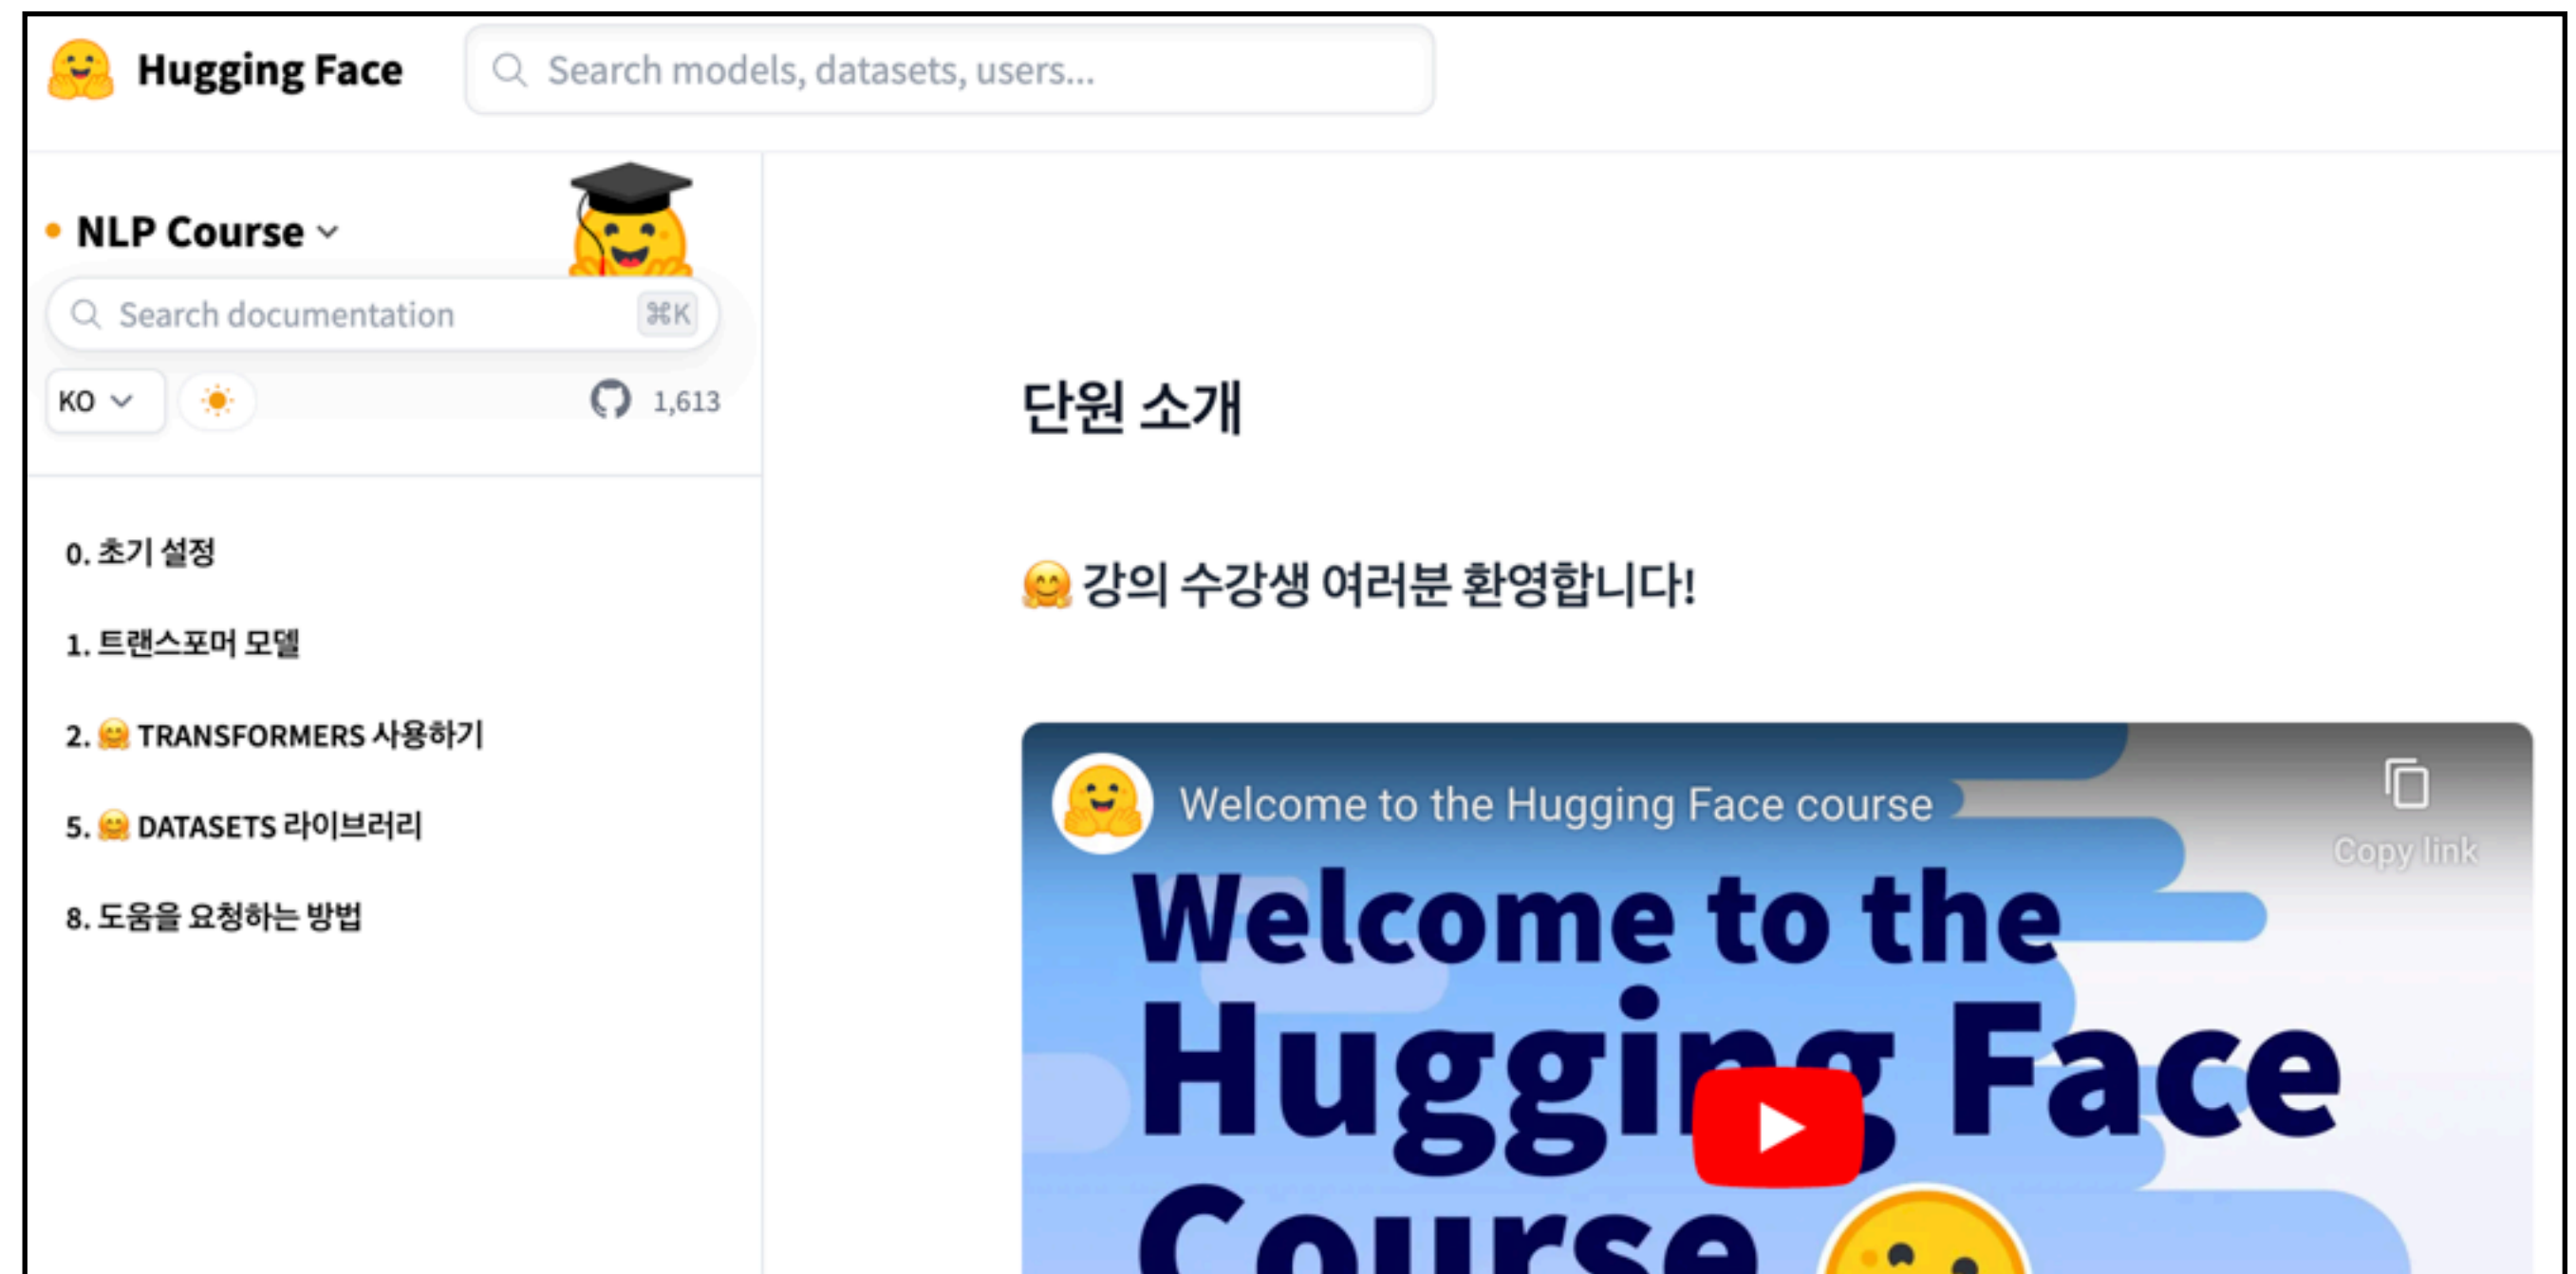 Hugging Face
Search models, datasets, users...
NLP Course
Search documentation
⌘K
KO
1,613
0. 초기 설정
1. 트랜스포머 모델
2. 🤗 TRANSFORMERS 사용하기
5. 🤗 DATASETS 라이브러리
8. 도움을 요청하는 방법
단원 소개
🤗 강의 수강생 여러분 환영합니다!
Welcome to the Hugging Face course
Copy link
Welcome to the
Hugging Face
Course